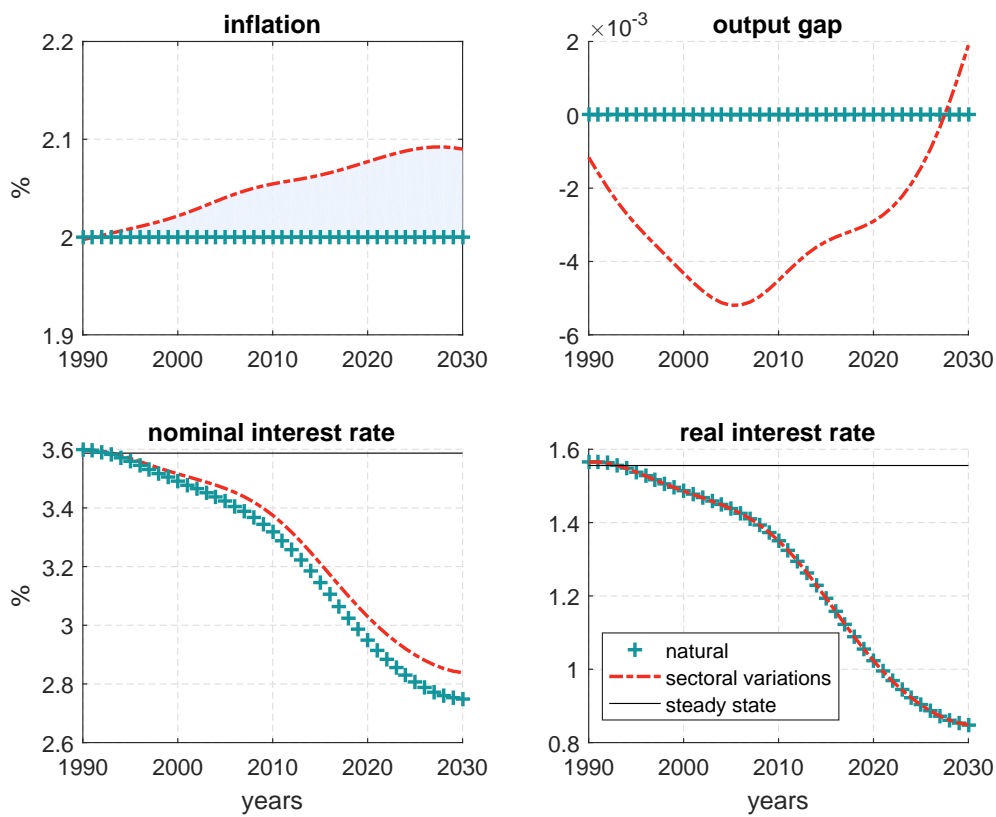 inflation
2.2
2.1
2
1.9
%
1990 2000 2010 2020 2030
output gap
×10⁻³
2
0
-2
-4
-6
1990 2000 2010 2020 2030
nominal interest rate
3.6
3.4
3.2
3
2.8
2.6
%
1990 2000 2010 2020 2030
years
real interest rate
1.6
1.4
1.2
1
0.8
natural
sectoral variations
steady state
1990 2000 2010 2020 2030
years